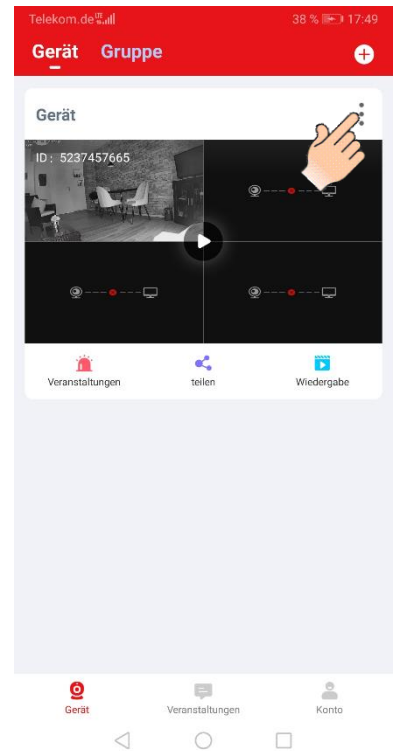 Telekom.de 38 % 17:49
Gerät Gruppe
Gerät
ID: 5237457665
Veranstaltungen teilen Wiedergabe
Gerät Veranstaltungen Konto